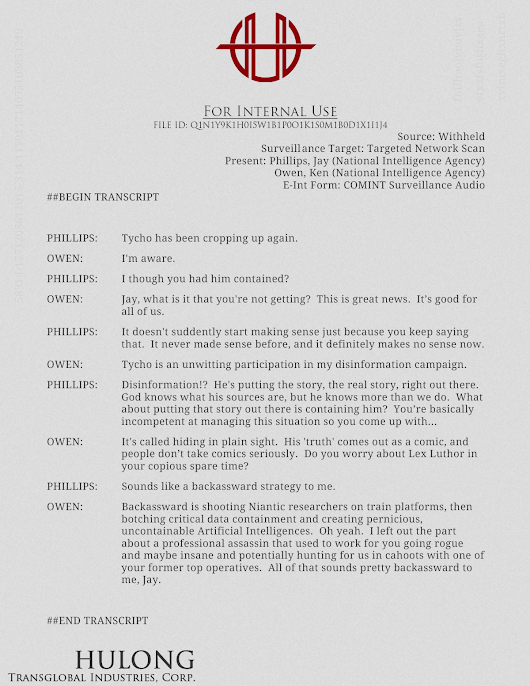 For Internal Use
FILE ID: Q1N1Y9K1H0I5W1B1P0O1K1S0M1B0D1X1I1J4
Source: Withheld
Surveillance Target: Targeted Network Scan
Present: Phillips, Jay (National Intelligence Agency)
Owen, Ken (National Intelligence Agency)
E-Int Form: COMINT Surveillance Audio
##BEGIN TRANSCRIPT
PHILLIPS: Tycho has been cropping up again.
OWEN: I'm aware.
PHILLIPS: I though you had him contained?
OWEN: Jay, what is it that you're not getting? This is great news. It's good for
all of us.
PHILLIPS: It doesn't suddently start making sense just because you keep saying
that. It never made sense before, and it definitely makes no sense now.
OWEN: Tycho is an unwitting participation in my disinformation campaign.
PHILLIPS: Disinformation!? He's putting the story, the real story, right out there.
God knows what his sources are, but he knows more than we do. What
about putting that story out there is containing him? You're basically
incompetent at managing this situation so you come up with...
OWEN: It's called hiding in plain sight. His 'truth' comes out as a comic, and
people don't take comics seriously. Do you worry about Lex Luthor in
your copious spare time?
PHILLIPS: Sounds like a backassward strategy to me.
OWEN: Backassward is shooting Niantic researchers on train platforms, then
botching critical data containment and creating pernicious,
uncontainable Artificial Intelligences. Oh yeah. I left out the part
about a professional assassin that used to work for you going rogue
and maybe insane and potentially hunting for us in cahoots with one of
your former top operatives. All of that sounds pretty backassward to
me, Jay.
##END TRANSCRIPT
HULONG
Transglobal Industries, Corp.